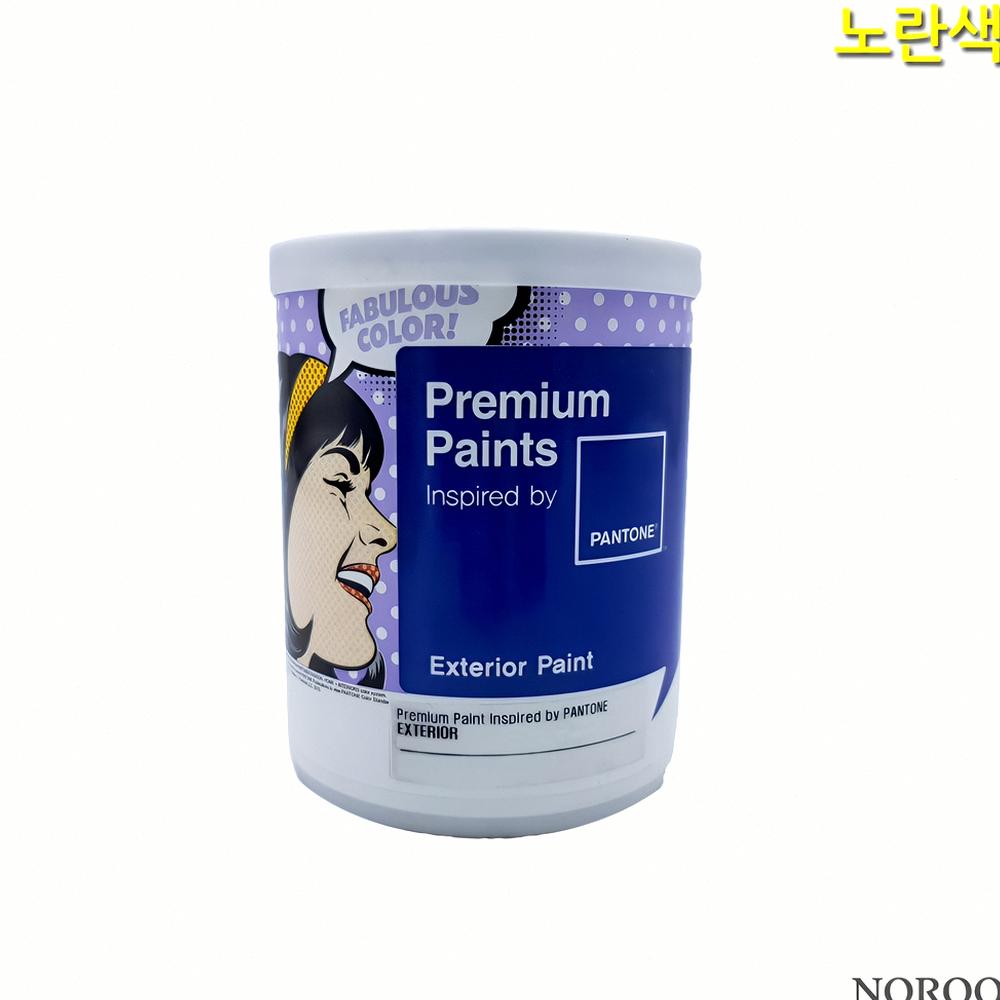 노란색
FABULOUS
COLOR!
Premium
Paints
Inspired by
PANTONE
Exterior Paint
Premium Paint Inspired by PANTONE
EXTERIOR
NOROO